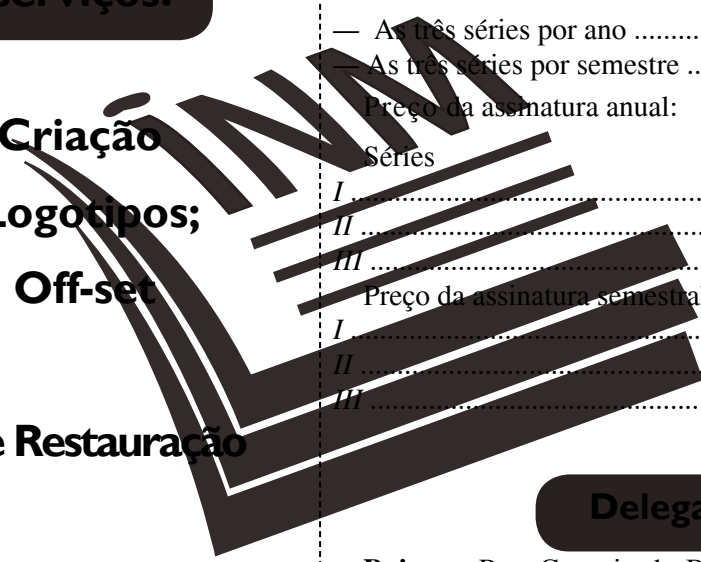 serviços:
Criação
Logotipos;
Off-set
e Restauração
INM
— As três séries por ano .........
— As três séries por semestre ..
Preço da assinatura anual:
Séries
I ..................................................
II ................................................
III ...............................................
Preço da assinatura semestral
I ..................................................
II ................................................
III ...............................................
Delega